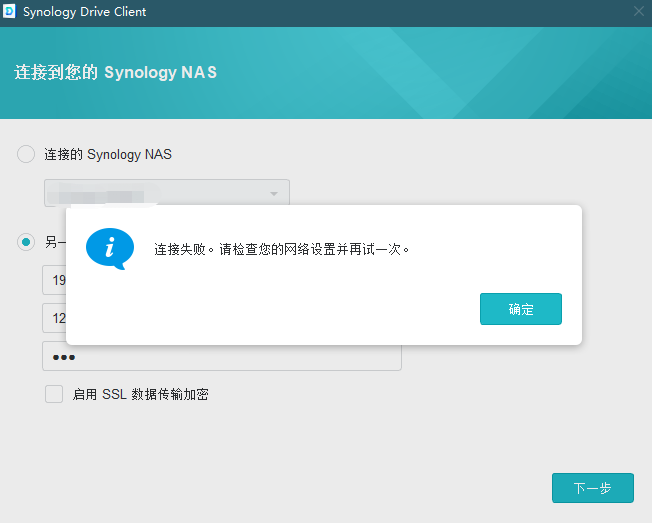 Synology Drive Client
连接到您的 Synology NAS
连接的 Synology NAS
另一
连接失败。请检查您的网络设置并再试一次。
19
确定
12
启用 SSL 数据传输加密
下一步